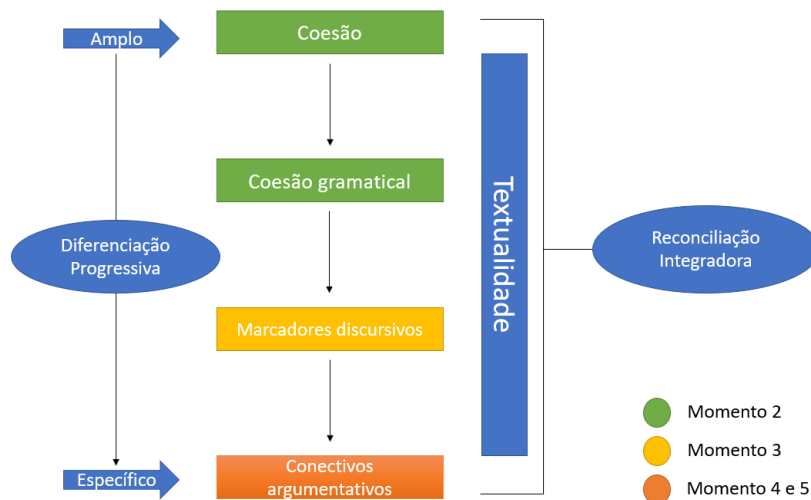 Amplo
Coesão
Coesão gramatical
Diferenciação
Progressiva
Marcadores discursivos
Específico
Conectivos
argumentativos
Textualidade
Reconciliação
Integradora
Momento 2
Momento 3
Momento 4 e 5